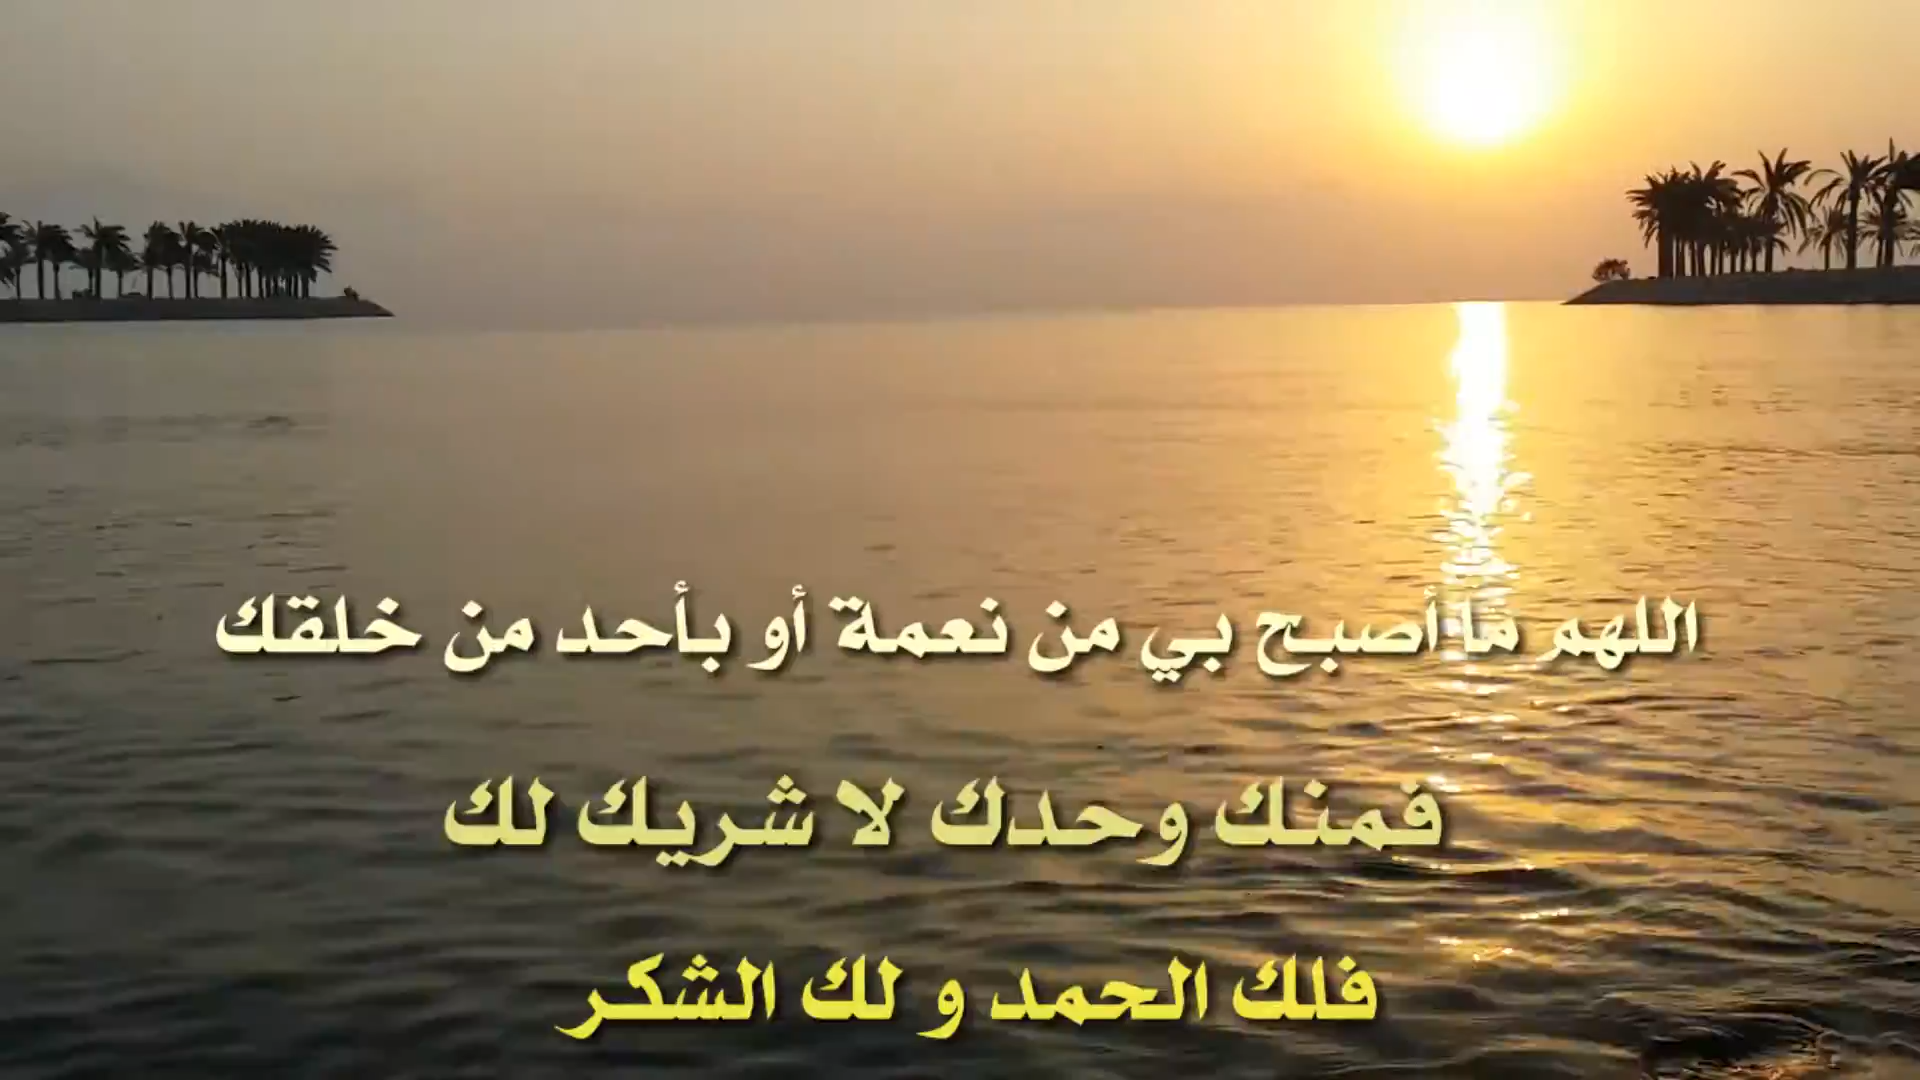 اللهم ما أصبح بي من نعمة أو بأحد من خلقك
فمنك وحدك لا شريك لك
فلك الحمد و لك الشكر